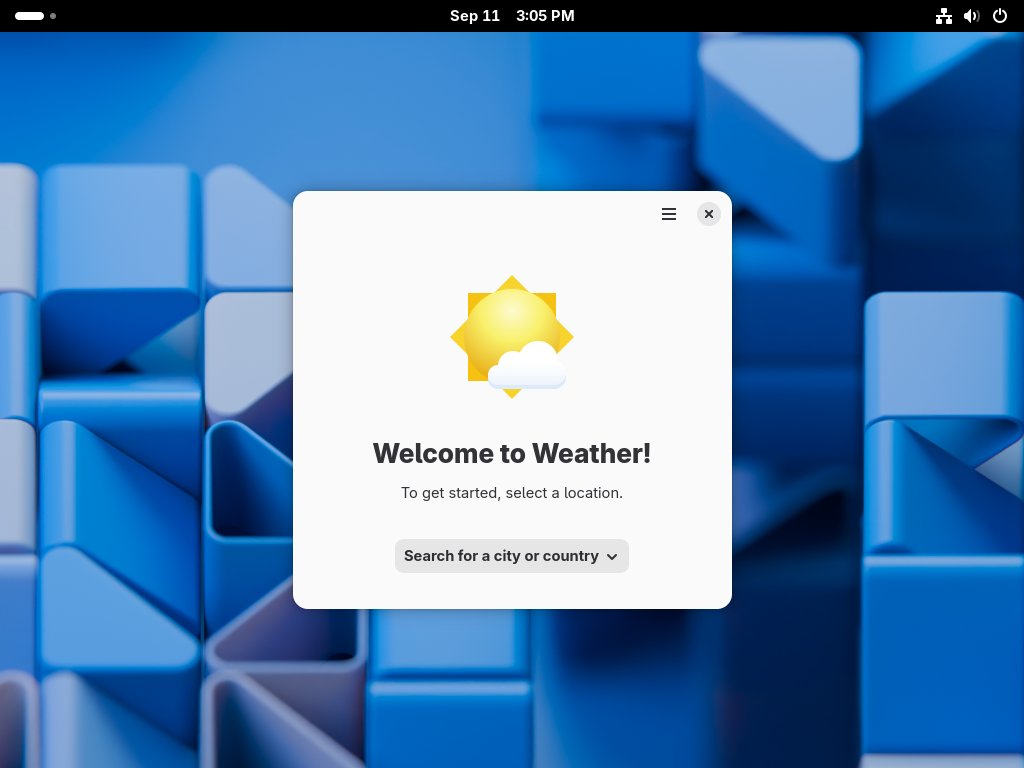 Sep 11 3:05 PM
Welcome to Weather!
To get started, select a location.
Search for a city or country